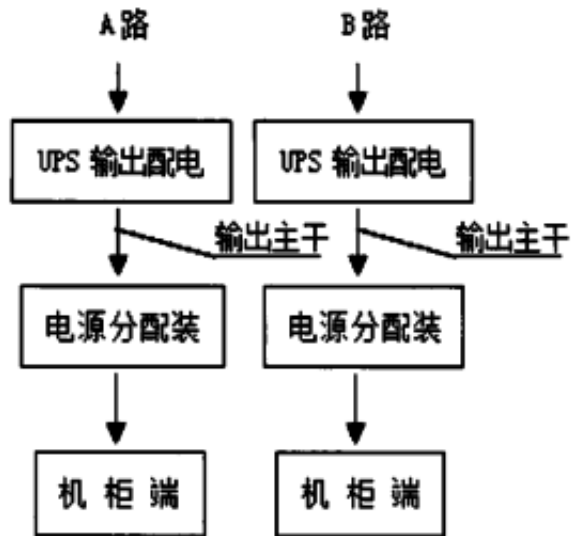 A路 B路
UPS 输出配电 UPS 输出配电
输出主干 输出主干
电源分配装 电源分配装
机柜端 机柜端